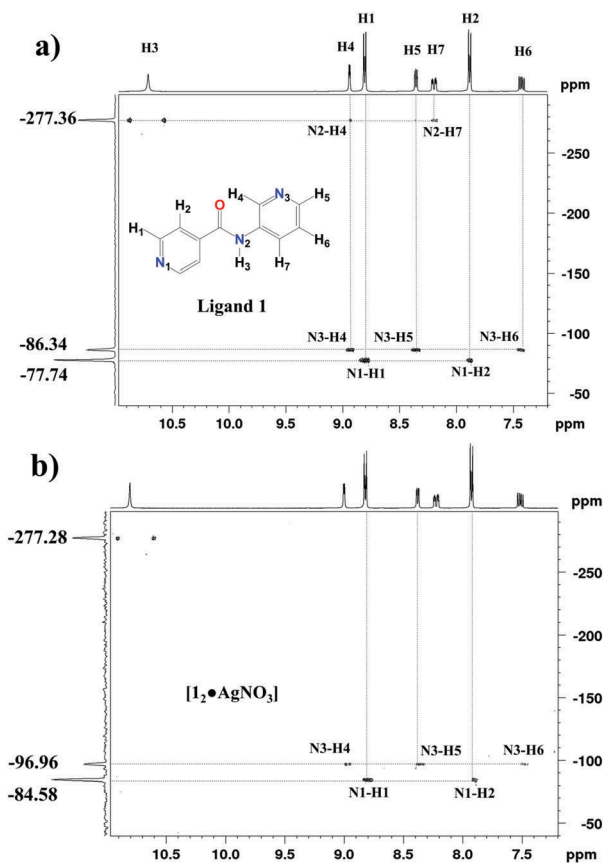 a)
H1
H2
H3
H4
H5
H7
H6
ppm
-277.36
N2-H4
N2-H7
-250
-200
-150
-100
-50
O
H4
N3
H5
H2
H1
N2
H6
N1
H3
H7
Ligand 1
-86.34
N3-H4
N3-H5
N3-H6
-77.74
N1-H1
N1-H2
10.5
10.0
9.5
9.0
8.5
8.0
7.5
ppm
b)
ppm
-277.28
-250
-200
-150
-100
-50
[1₂●AgNO₃]
-96.96
N3-H4
N3-H5
N3-H6
-84.58
N1-H1
N1-H2
10.5
10.0
9.5
9.0
8.5
8.0
7.5
ppm